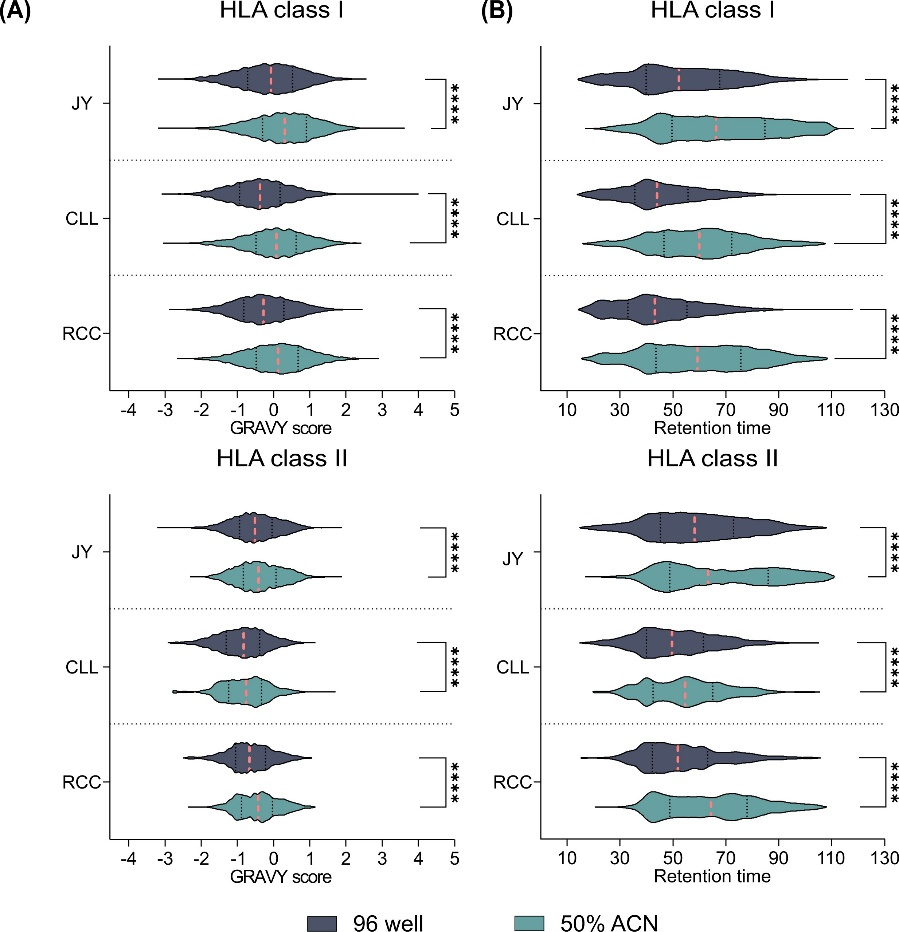 (A) HLA class I
JY
****
CLL
****
RCC
****
-4 -3 -2 -1 0 1 2 3 4 5
GRAVY score
(B) HLA class I
****
****
****
10 30 50 70 90 110 130
Retention time
HLA class II
JY
****
CLL
****
RCC
****
-4 -3 -2 -1 0 1 2 3 4 5
GRAVY score
HLA class II
JY
****
CLL
****
RCC
****
10 30 50 70 90 110 130
Retention time
96 well 50% ACN